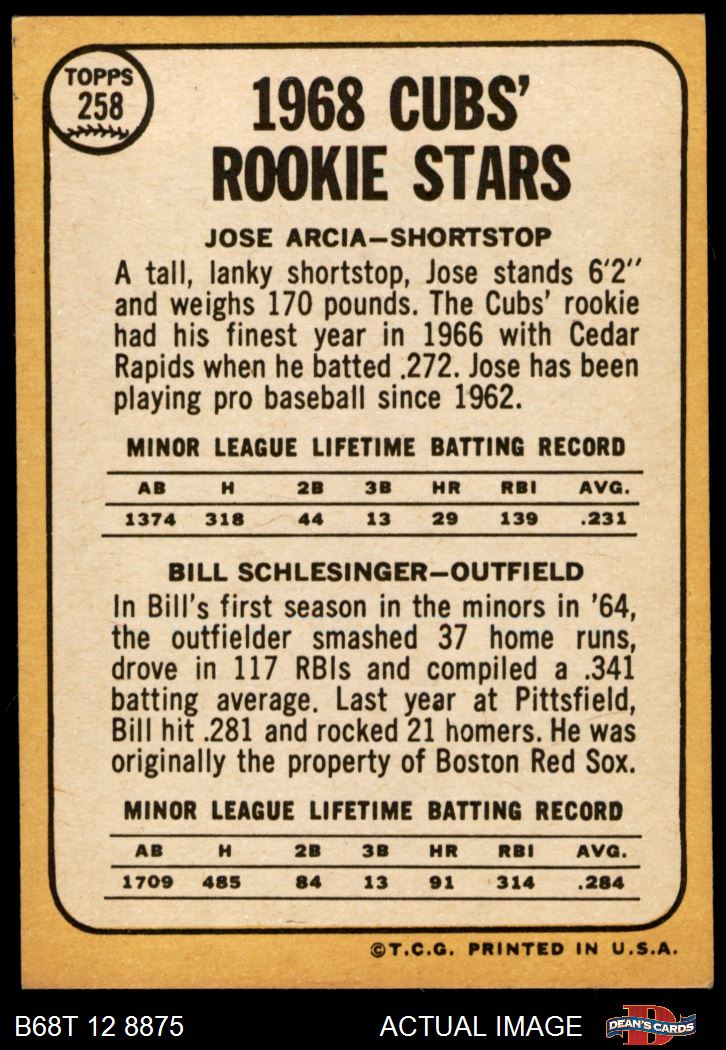 TOPPS
258
1968 CUBS'
ROOKIE STARS
JOSE ARCIA—SHORTSTOP
A tall, lanky shortstop, Jose stands 6'2"
and weighs 170 pounds. The Cubs' rookie
had his finest year in 1966 with Cedar
Rapids when he batted .272. Jose has been
playing pro baseball since 1962.
MINOR LEAGUE LIFETIME BATTING RECORD
AB H 2B 3B HR RBI AVG.
1374 318 44 13 29 139 .231
BILL SCHLESINGER—OUTFIELD
In Bill's first season in the minors in '64,
the outfielder smashed 37 home runs,
drove in 117 RBIs and compiled a .341
batting average. Last year at Pittsfield,
Bill hit .281 and rocked 21 homers. He was
originally the property of Boston Red Sox.
MINOR LEAGUE LIFETIME BATTING RECORD
AB H 2B 3B HR RBI AVG.
1709 485 84 13 91 314 .284
©T.C.G. PRINTED IN U.S.A.
B68T 12 8875 ACTUAL IMAGE D DEAN'S CARDS